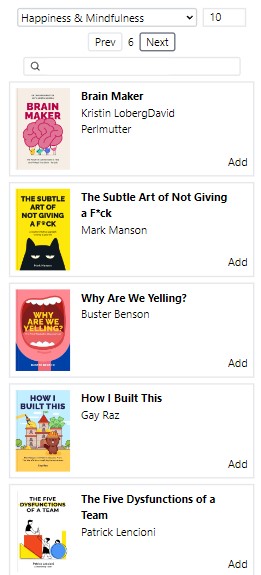 Happiness & Mindfulness
10
Prev 6 Next
BRAIN
MAKER
Brain Maker
Kristin LobergDavid
Perlmutter
Add
THE SUBTLE
ART OF
NOT GIVING
A F*CK
The Subtle Art of Not Giving
a F*ck
Mark Manson
Add
WHY
ARE WE
YELLING?
Why Are We Yelling?
Buster Benson
Add
HOW I
BUILT THIS
How I Built This
Gay Raz
Add
THE FIVE
DYSFUNCTIONS
OF A TEAM
The Five Dysfunctions of a
Team
Patrick Lencioni
Add